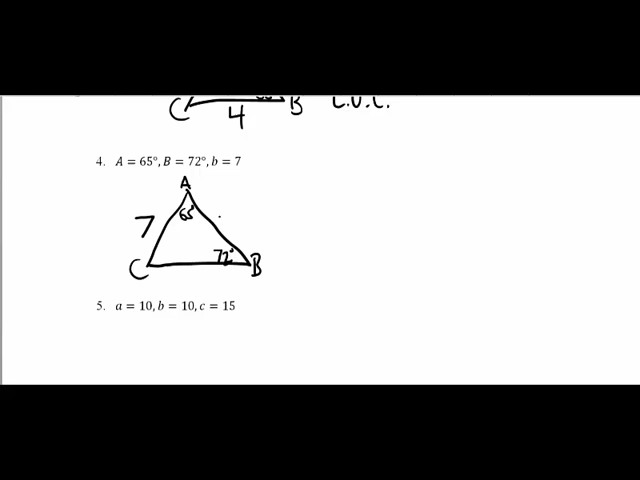 C 4 B L.O.C.
4. A = 65°, B = 72°, b = 7
A
65°
7
72°
C B
5. a = 10, b = 10, c = 15